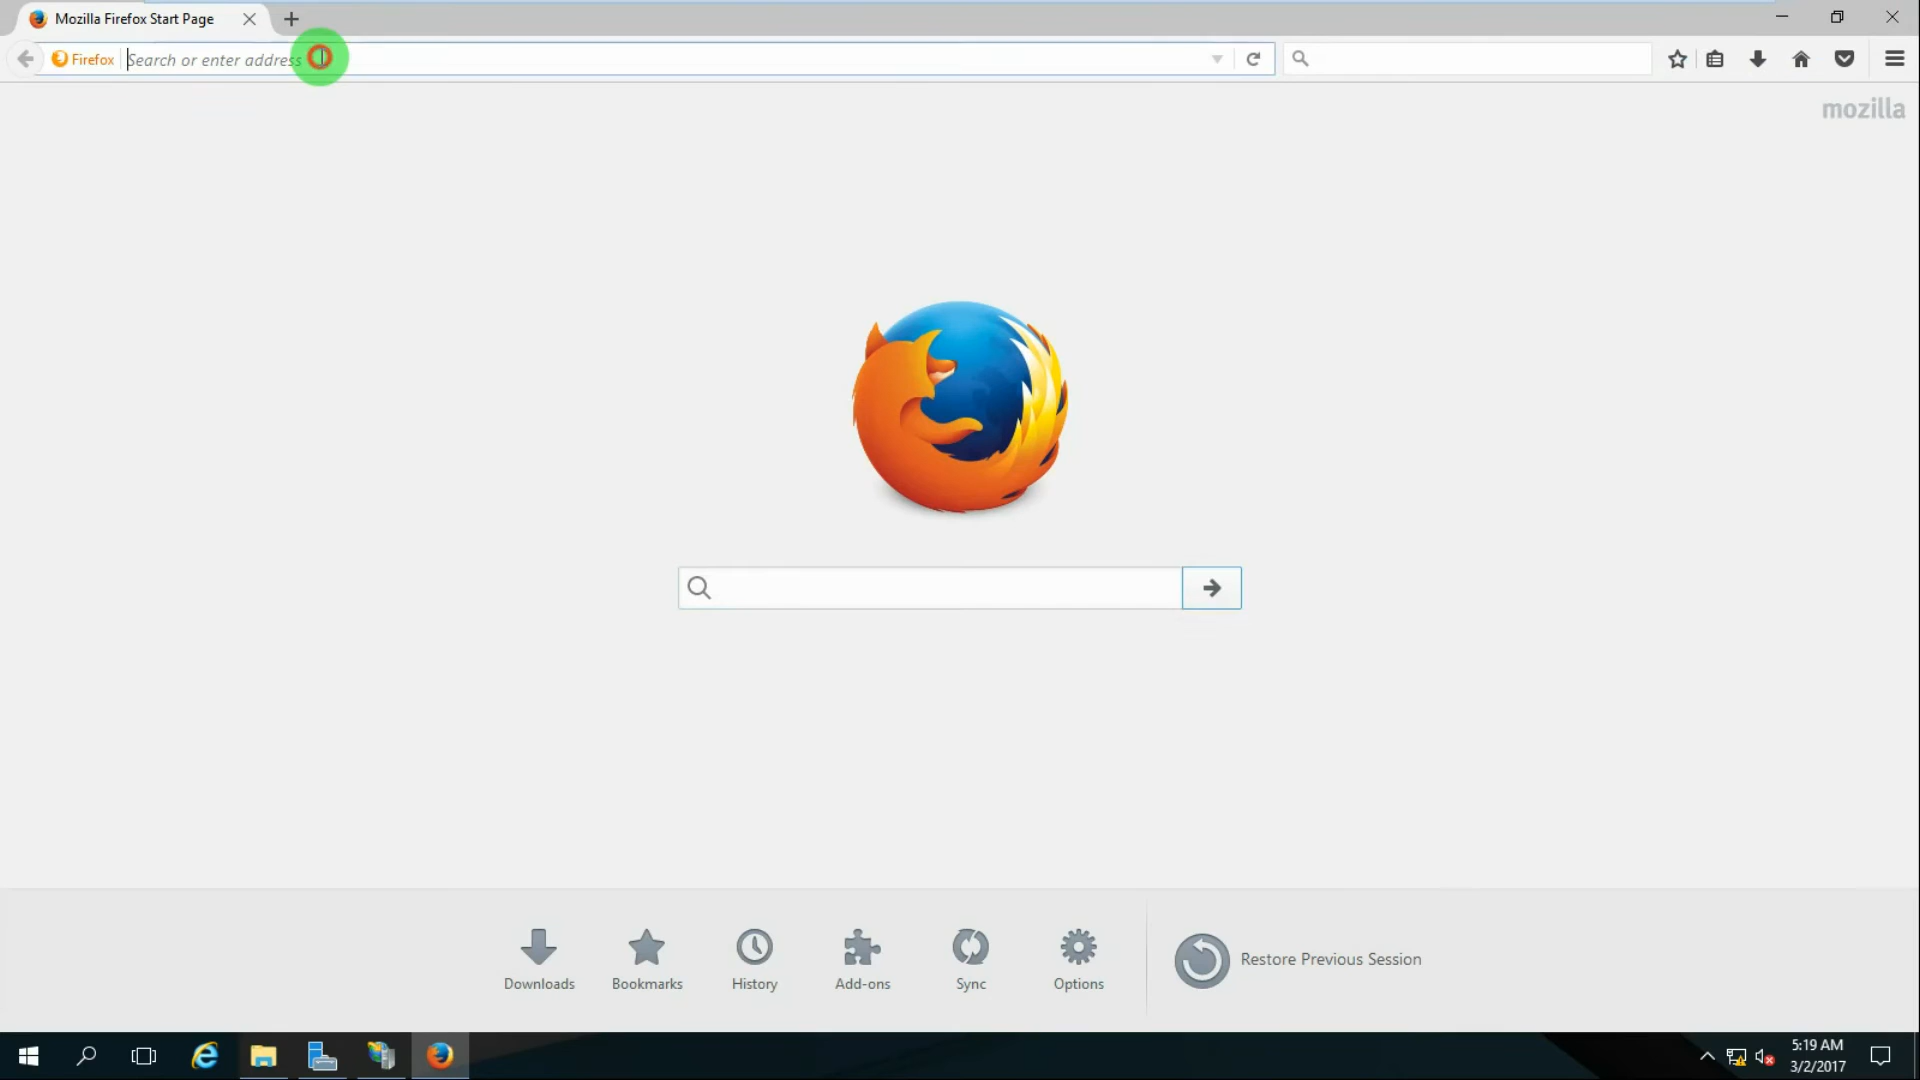 Mozilla Firefox Start Page
Firefox
Search or enter address
mozilla
Downloads
Bookmarks
History
Add-ons
Sync
Options
Restore Previous Session
5:19 AM
3/2/2017